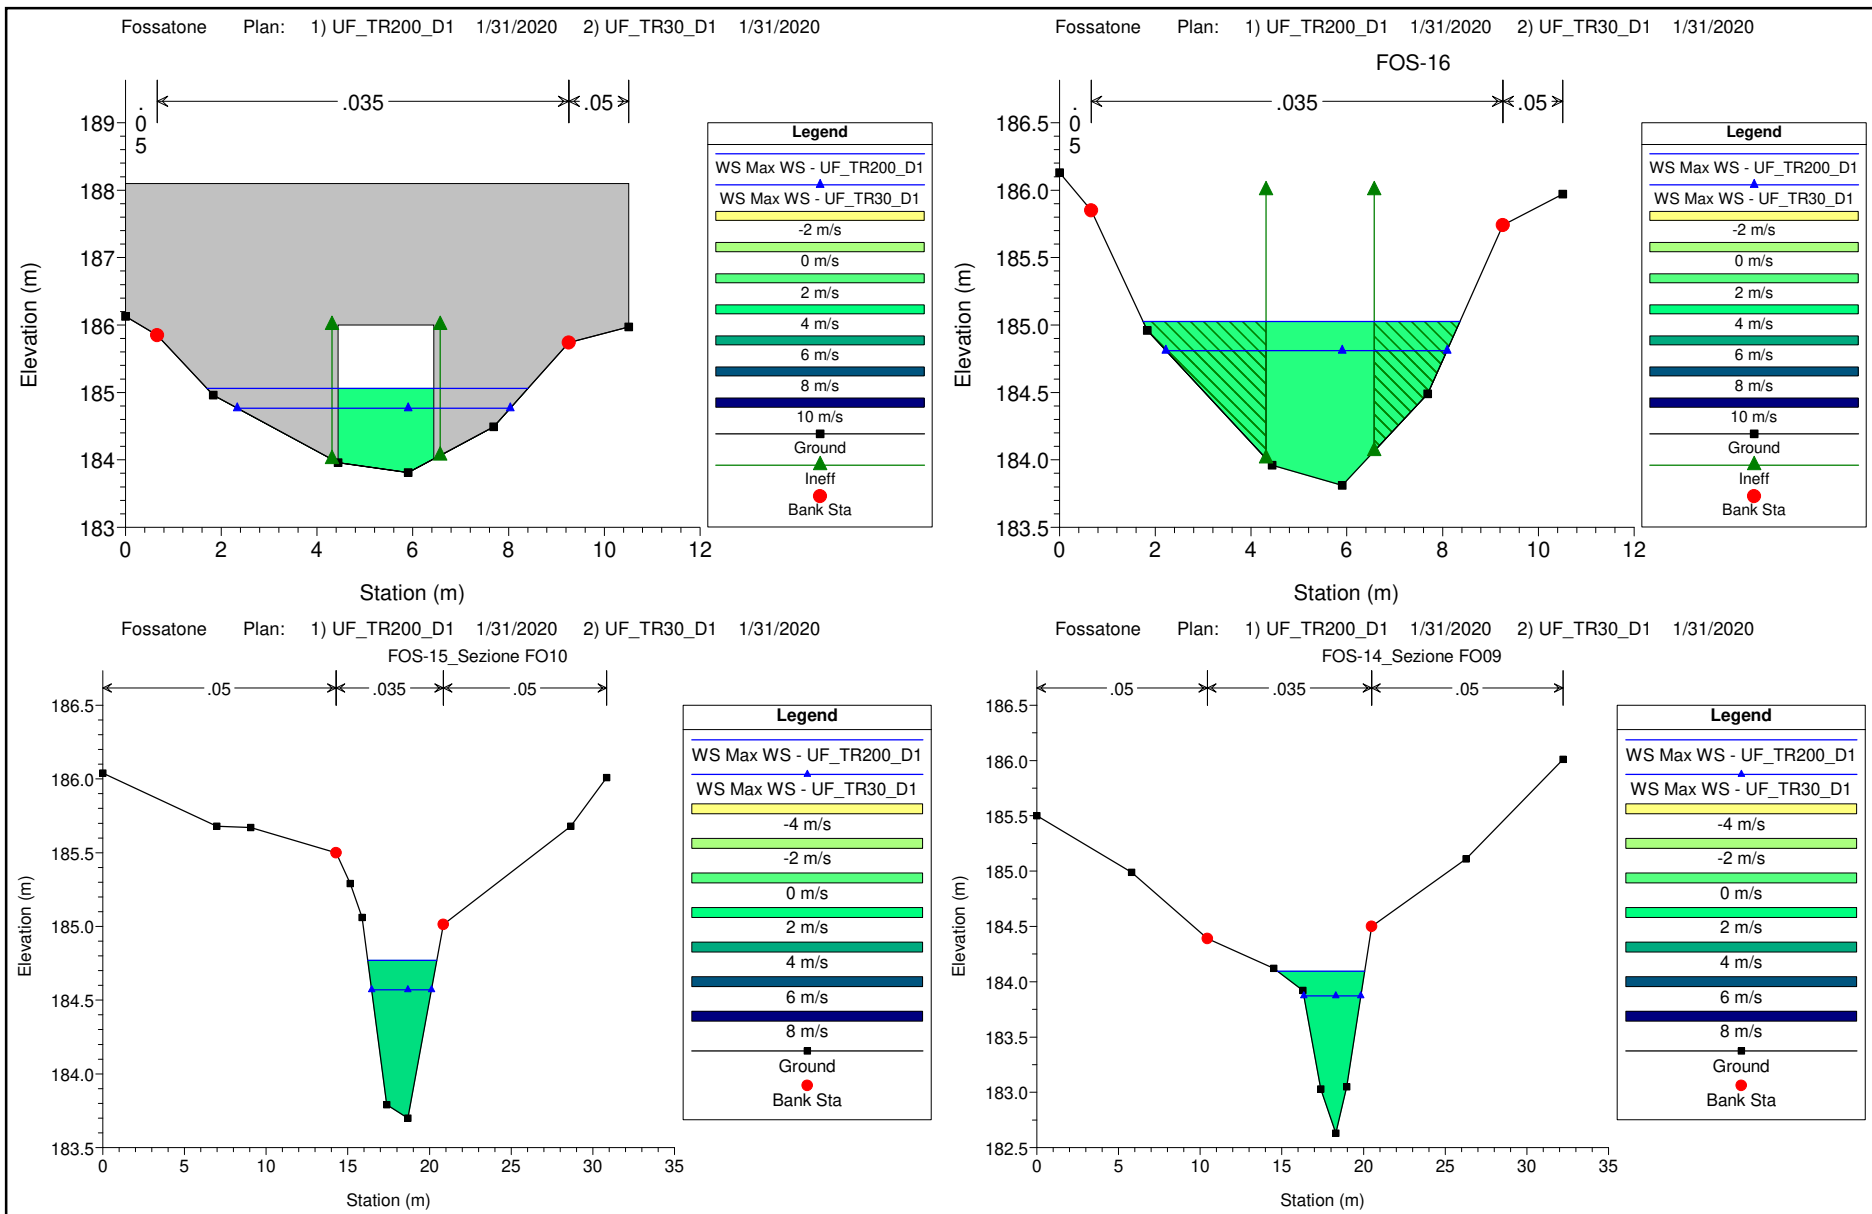 Fossatone Plan: 1) UF_TR200_D1 1/31/2020 2) UF_TR30_D1 1/31/2020
.05 .035 .05
Elevation (m)
189
188
187
186
185
184
183
0 2 4 6 8 10 12
Station (m)
Legend
WS Max WS - UF_TR200_D1
WS Max WS - UF_TR30_D1
-2 m/s
0 m/s
2 m/s
4 m/s
6 m/s
8 m/s
10 m/s
Ground
Ineff
Bank Sta
Fossatone Plan: 1) UF_TR200_D1 1/31/2020 2) UF_TR30_D1 1/31/2020
FOS-16
.05 .035 .05
Elevation (m)
186.5
186.0
185.5
185.0
184.5
184.0
183.5
0 2 4 6 8 10 12
Station (m)
Legend
WS Max WS - UF_TR200_D1
WS Max WS - UF_TR30_D1
-2 m/s
0 m/s
2 m/s
4 m/s
6 m/s
8 m/s
10 m/s
Ground
Ineff
Bank Sta
Fossatone Plan: 1) UF_TR200_D1 1/31/2020 2) UF_TR30_D1 1/31/2020
FOS-15_Sezione FO10
.05 .035 .05
Elevation (m)
186.5
186.0
185.5
185.0
184.5
184.0
183.5
0 5 10 15 20 25 30 35
Station (m)
Legend
WS Max WS - UF_TR200_D1
WS Max WS - UF_TR30_D1
-4 m/s
-2 m/s
0 m/s
2 m/s
4 m/s
6 m/s
8 m/s
Ground
Bank Sta
Fossatone Plan: 1) UF_TR200_D1 1/31/2020 2) UF_TR30_D1 1/31/2020
FOS-14_Sezione FO09
.05 .035 .05
Elevation (m)
186.5
186.0
185.5
185.0
184.5
184.0
183.5
183.0
182.5
0 5 10 15 20 25 30 35
Station (m)
Legend
WS Max WS - UF_TR200_D1
WS Max WS - UF_TR30_D1
-4 m/s
-2 m/s
0 m/s
2 m/s
4 m/s
6 m/s
8 m/s
Ground
Bank Sta